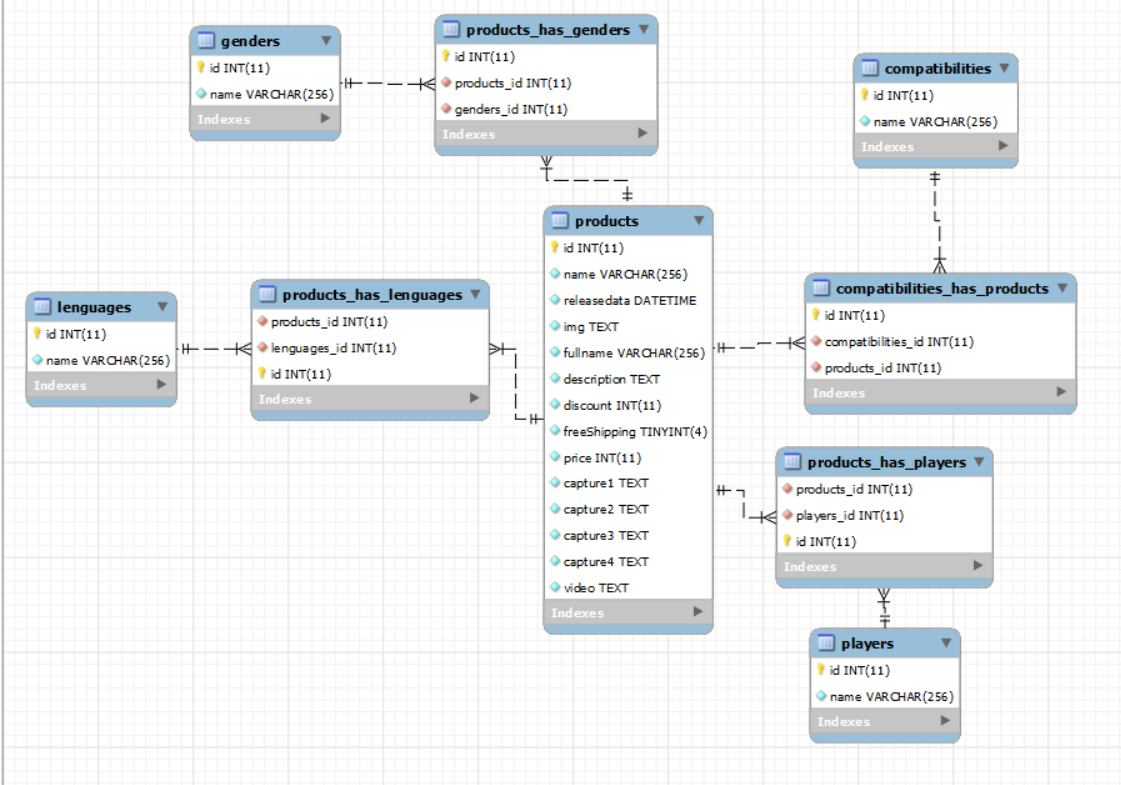 genders
id INT(11)
name VARCHAR(256)
Indexes
products_has_genders
id INT(11)
products_id INT(11)
genders_id INT(11)
Indexes
compatibilities
id INT(11)
name VARCHAR(256)
Indexes
products
id INT(11)
name VARCHAR(256)
releasedata DATETIME
img TEXT
fullname VARCHAR(256)
description TEXT
discount INT(11)
freeShipping TINYINT(4)
price INT(11)
capture1 TEXT
capture2 TEXT
capture3 TEXT
capture4 TEXT
video TEXT
Indexes
lenguages
id INT(11)
name VARCHAR(256)
Indexes
products_has_lenguages
products_id INT(11)
lenguages_id INT(11)
id INT(11)
Indexes
compatibilities_has_products
id INT(11)
compatibilities_id INT(11)
products_id INT(11)
Indexes
products_has_players
products_id INT(11)
players_id INT(11)
id INT(11)
Indexes
players
id INT(11)
name VARCHAR(256)
Indexes